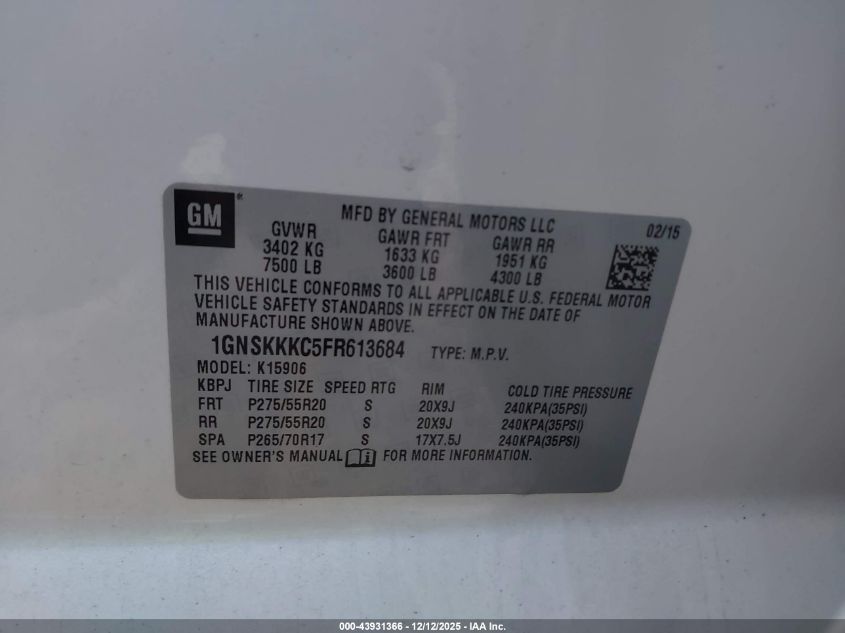 GM
MFD BY GENERAL MOTORS LLC
02/15
GVWR GAWR FRT GAWR RR
3402 KG 1633 KG 1951 KG
7500 LB 3600 LB 4300 LB
THIS VEHICLE CONFORMS TO ALL APPLICABLE U.S. FEDERAL MOTOR
VEHICLE SAFETY STANDARDS IN EFFECT ON THE DATE OF
MANUFACTURE SHOWN ABOVE.
1GNSKKKC5FR613684 TYPE: M.P.V.
MODEL: K15906
KBPJ TIRE SIZE SPEED RTG RIM COLD TIRE PRESSURE
FRT P275/55R20 S 20X9J 240KPA(35PSI)
RR P275/55R20 S 20X9J 240KPA(35PSI)
SPA P265/70R17 S 17X7.5J 240KPA(35PSI)
SEE OWNER'S MANUAL FOR MORE INFORMATION.
000-43931366 - 12/12/2025 - IAA Inc.